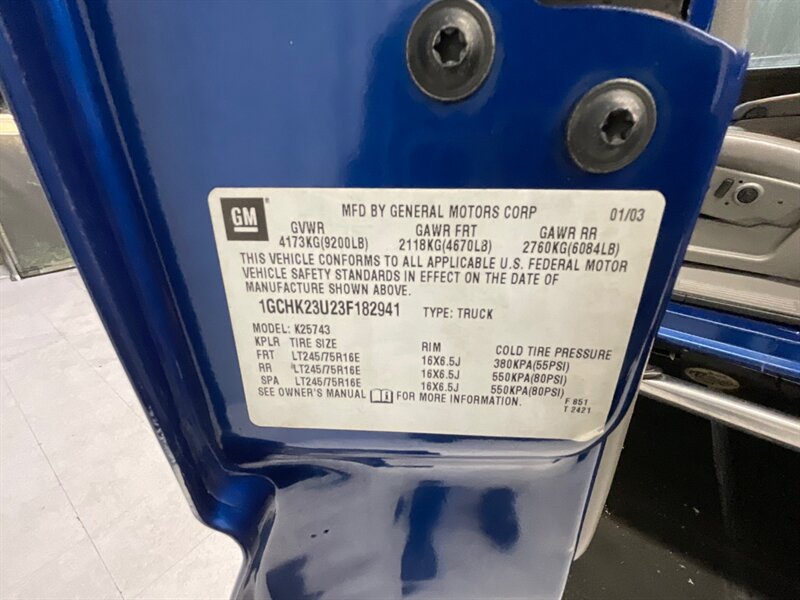 GM
MFD BY GENERAL MOTORS CORP 01/03
GVWR GAWR FRT GAWR RR
4173KG(9200LB) 2118KG(4670LB) 2760KG(6084LB)
THIS VEHICLE CONFORMS TO ALL APPLICABLE U.S. FEDERAL MOTOR
VEHICLE SAFETY STANDARDS IN EFFECT ON THE DATE OF
MANUFACTURE SHOWN ABOVE.
1GCHK23U23F182941 TYPE: TRUCK
MODEL: K25743
KPLR TIRE SIZE RIM COLD TIRE PRESSURE
FRT LT245/75R16E 16X6.5J 380KPA(55PSI)
RR LT245/75R16E 16X6.5J 550KPA(80PSI)
SPA LT245/75R16E 16X6.5J 550KPA(80PSI)
SEE OWNER'S MANUAL FOR MORE INFORMATION.
F 851
T 2421